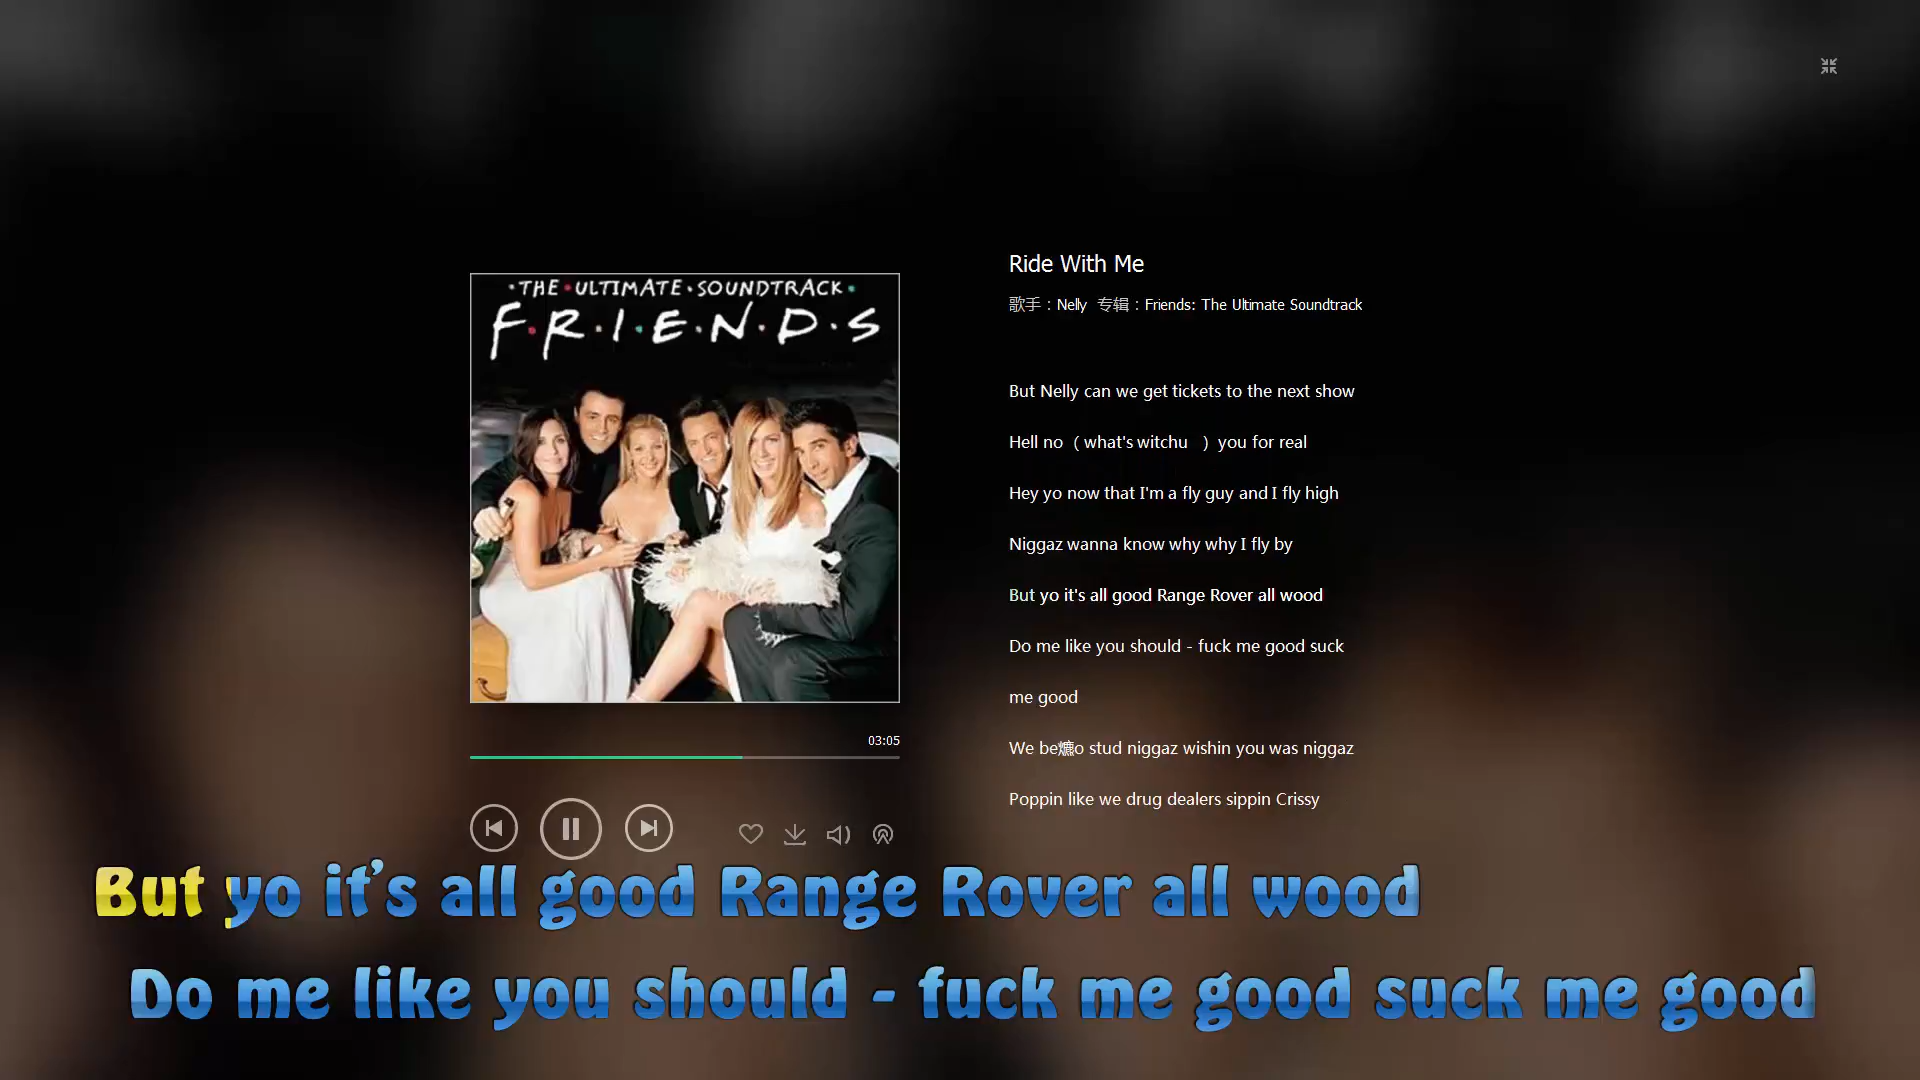 ·THE·ULTIMATE·SOUNDTRACK·
F·R·I·E·N·D·S
03:05
Ride With Me
歌手：Nelly 专辑：Friends: The Ultimate Soundtrack
But Nelly can we get tickets to the next show
Hell no （what's witchu ）you for real
Hey yo now that I'm a fly guy and I fly high
Niggaz wanna know why why I fly by
But yo it's all good Range Rover all wood
Do me like you should - fuck me good suck
me good
We be o stud niggaz wishin you was niggaz
Poppin like we drug dealers sippin Crissy
But yo it's all good Range Rover all wood
Do me like you should - fuck me good suck me good